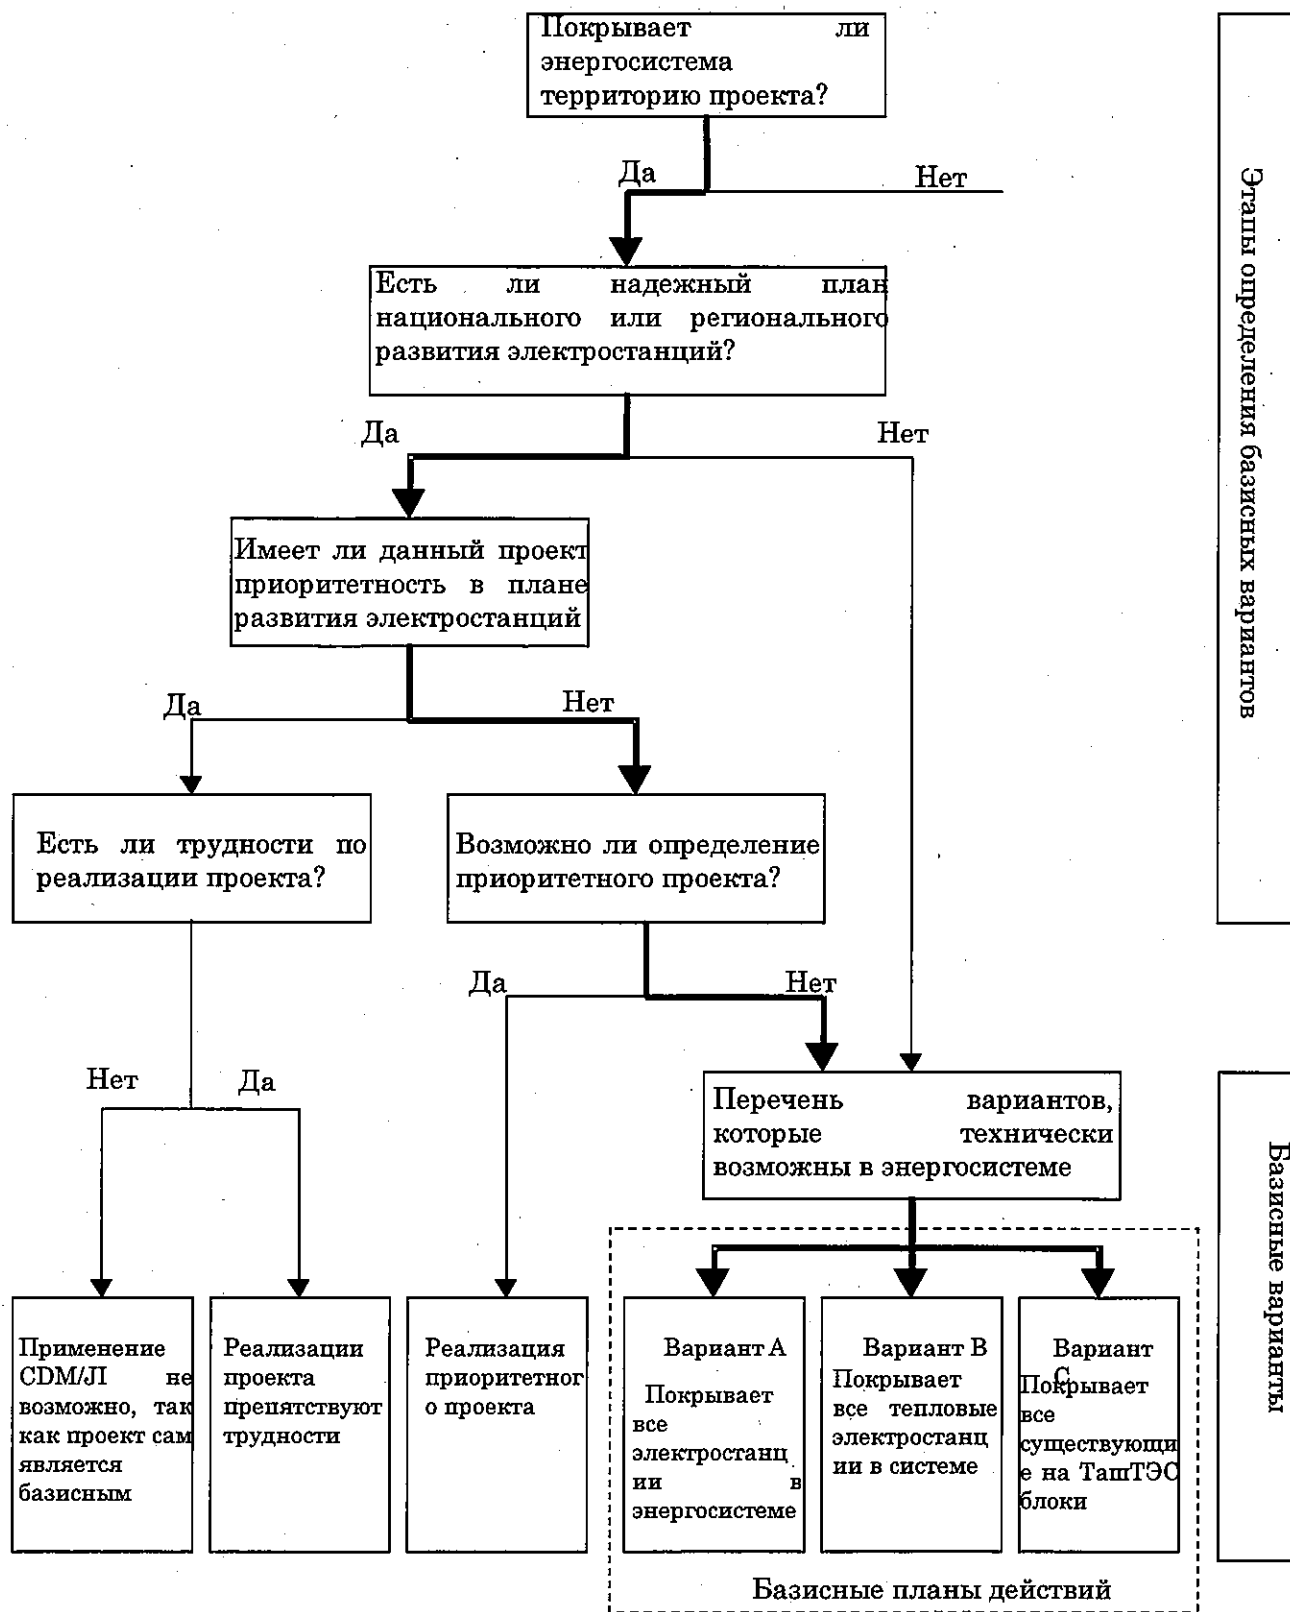 Покрывает ли
энергосистема
территорию проекта?
Да
Нет
Есть ли надежный план
национального или регионального
развития электростанций?
Да
Нет
Имеет ли данный проект
приоритетность в плане
развития электростанций
Да
Нет
Есть ли трудности по
реализации проекта?
Возможно ли определение
приоритетного проекта?
Да
Нет
Нет
Да
Перечень вариантов,
которые технически
возможны в энергосистеме
Применение
CDM/JI не
возможно, так
как проект сам
является
базисным
Реализации
проекта
препятствуют
трудности
Реализация
приоритетног
о проекта
Вариант А
Покрывает
все
электростанц
ии в
энергосистеме
Вариант В
Покрывает
все тепловые
электростанц
ии в системе
Вариант
С
Покрывает
все
существующи
е на ТашТЭС
блоки
Базисные планы действий
Этапы определения базисных вариантов
Базисные варианты